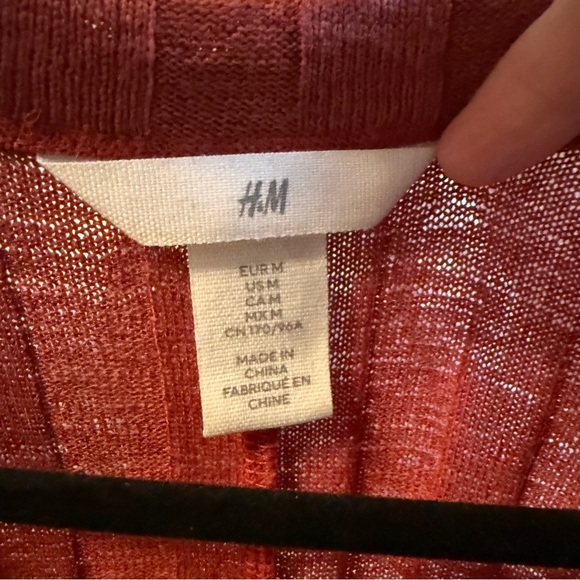 H&M
EUR M
US M
CA M
MX M
CN 170/96A
MADE IN
CHINA
FABRIQUÉ EN
CHINE